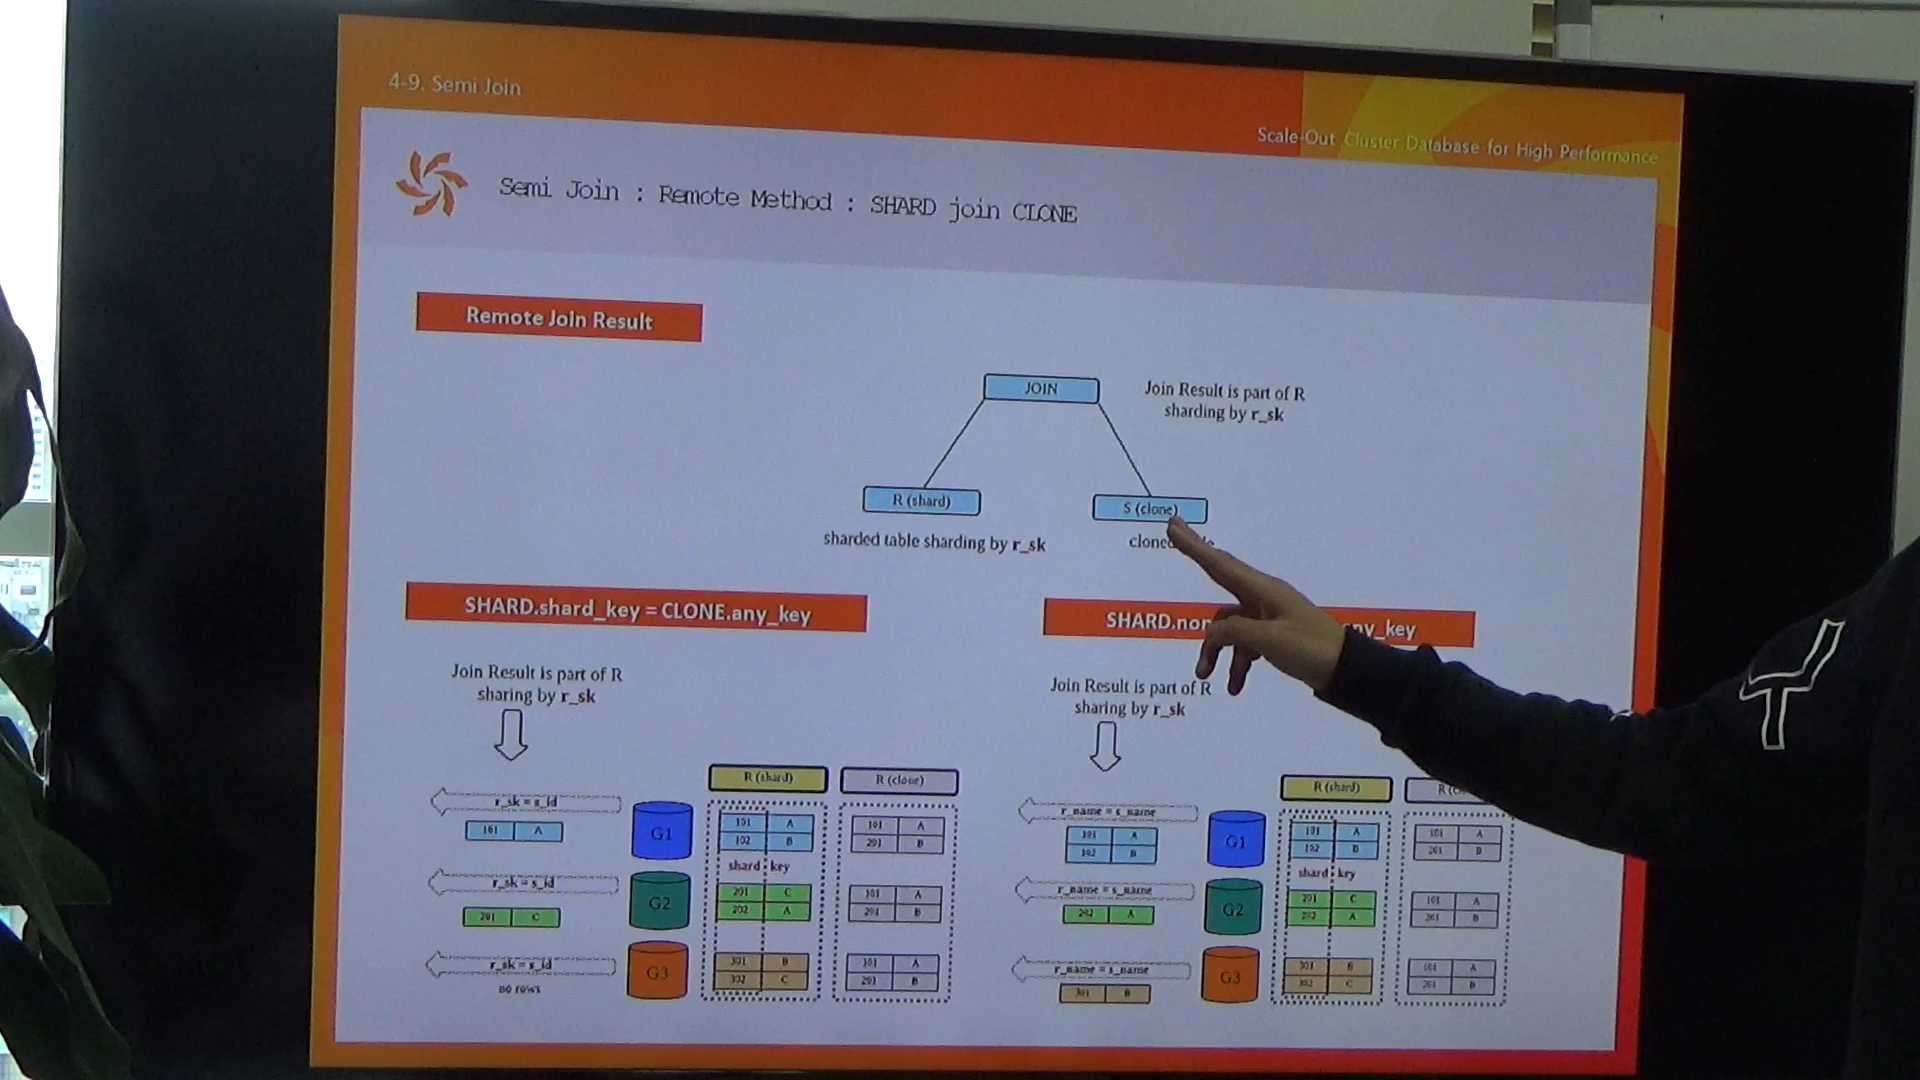 4-9. Semi Join
Scale-Out Cluster Database for High Performance
Semi Join : Remote Method : SHARD join CLONE
Remote Join Result
JOIN
Join Result is part of R
sharding by r_sk
R (shard)
S (clone)
sharded table sharding by r_sk
SHARD.shard_key = CLONE.any_key
Join Result is part of R
sharing by r_sk
R (shard)
R (clone)
r_sk = s_id
101 A
G1
101 A
102 B
101 A
201 B
shard key
r_sk = s_id
201 C
G2
201 C
202 A
101 A
201 B
r_sk = s_id
no rows
G3
301 B
302 C
101 A
201 B
any_key
Join Result is part of R
sharing by r_sk
R (shard)
r_name = s_name
101 A
102 B
G1
101 A
102 B
101 A
201 B
shard key
r_name = s_name
202 A
G2
201 C
202 A
101 A
201 B
r_name = s_name
301 B
G3
301 B
302 C
101 A
201 B